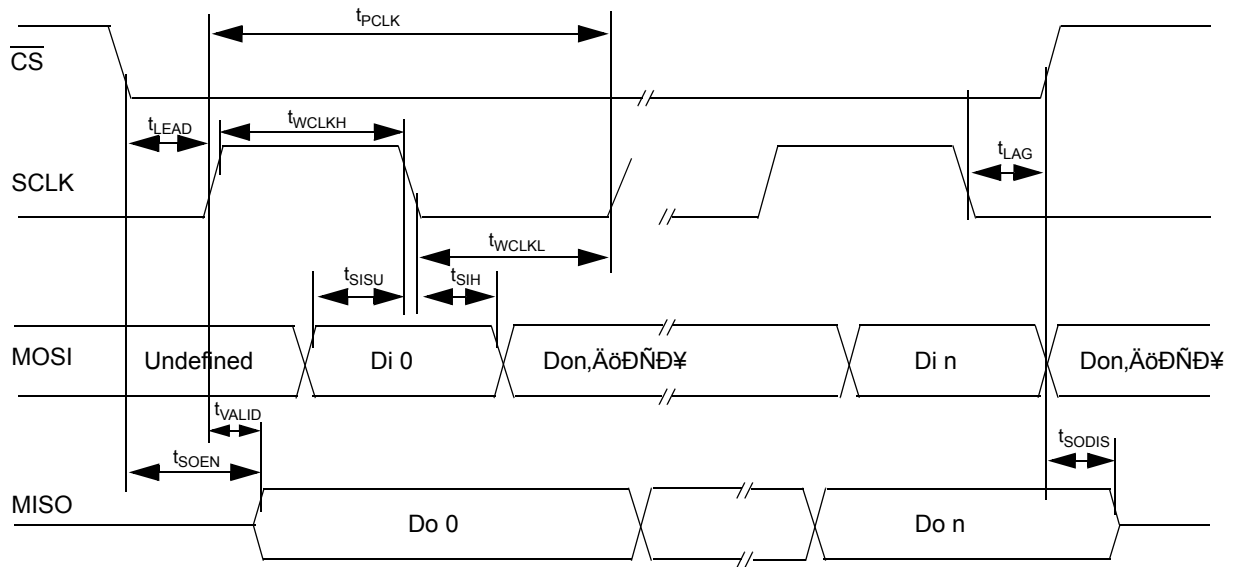 tPCLK
CS
tLEAD
tWCLKH
tLAG
SCLK
tWCLKL
tSISU
tSIH
MOSI
Undefined
Di 0
Don‚ÄöÐÑÐ¥
Di n
Don‚ÄöÐÑÐ¥
tVALID
tSOEN
tSODIS
MISO
Do 0
Do n